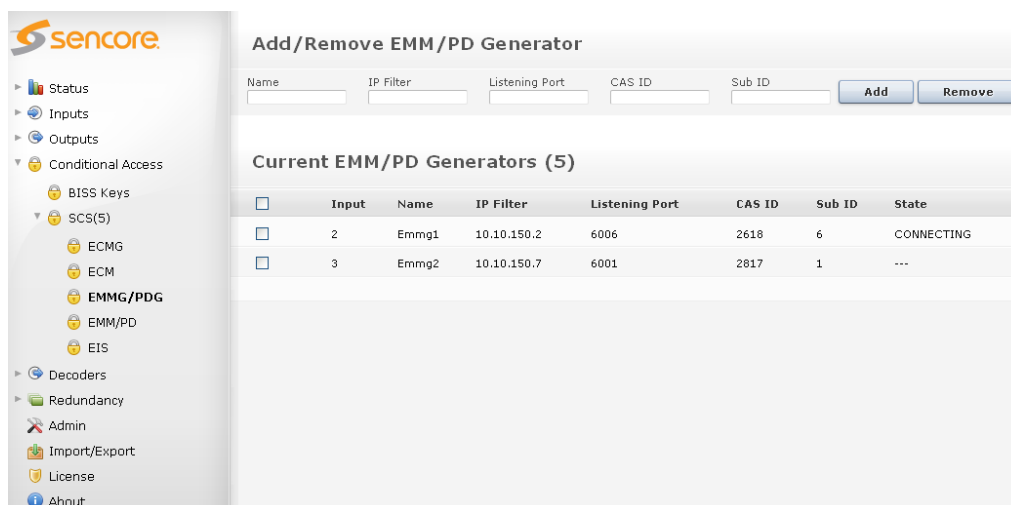 sencore
Status
Inputs
Outputs
Conditional Access
BISS Keys
SCS(5)
ECMG
ECM
EMMG/PDG
EMM/PD
EIS
Decoders
Redundancy
Admin
Import/Export
License
About
Add/Remove EMM/PD Generator
Name IP Filter Listening Port CAS ID Sub ID
Add Remove
Current EMM/PD Generators (5)
Input Name IP Filter Listening Port CAS ID Sub ID State
2 Emmg1 10.10.150.2 6006 2618 6 CONNECTING
3 Emmg2 10.10.150.7 6001 2817 1 ---